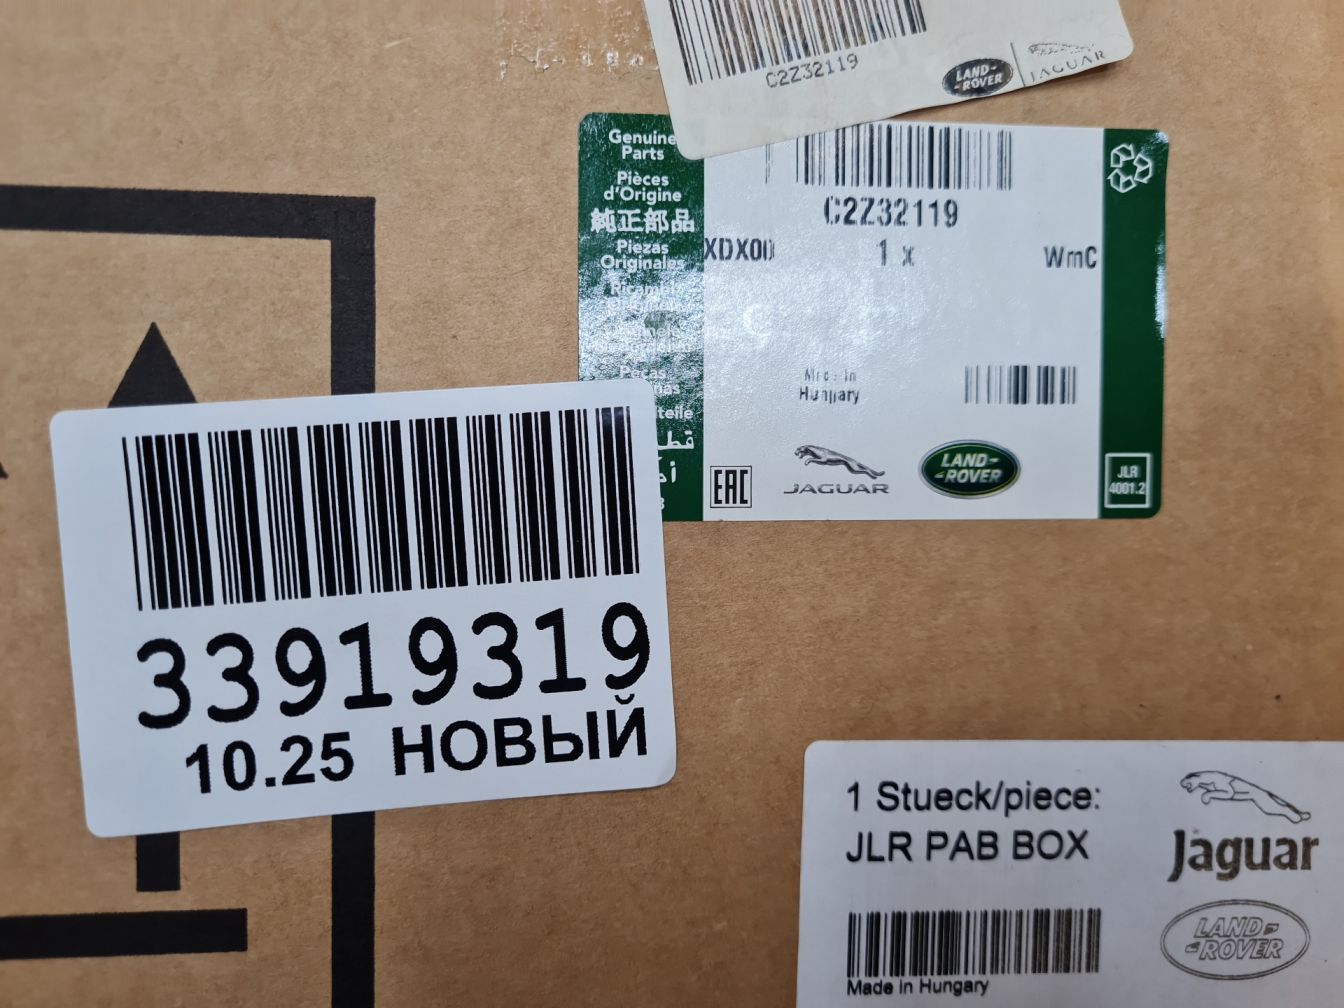 C2Z32119
LAND-
-ROVER
JAGUAR
Genuine
Parts
Pièces
d'Origine
純正部品
Piezas
Originales
C2Z32119
XDX00
1 x
WmC
Made In
Hungary
EAC
JAGUAR
LAND-
-ROVER
JLR
4001.2
33919319
10.25 НОВЫЙ
1 Stueck/piece:
JLR PAB BOX
Jaguar
LAND-
-ROVER
Made in Hungary